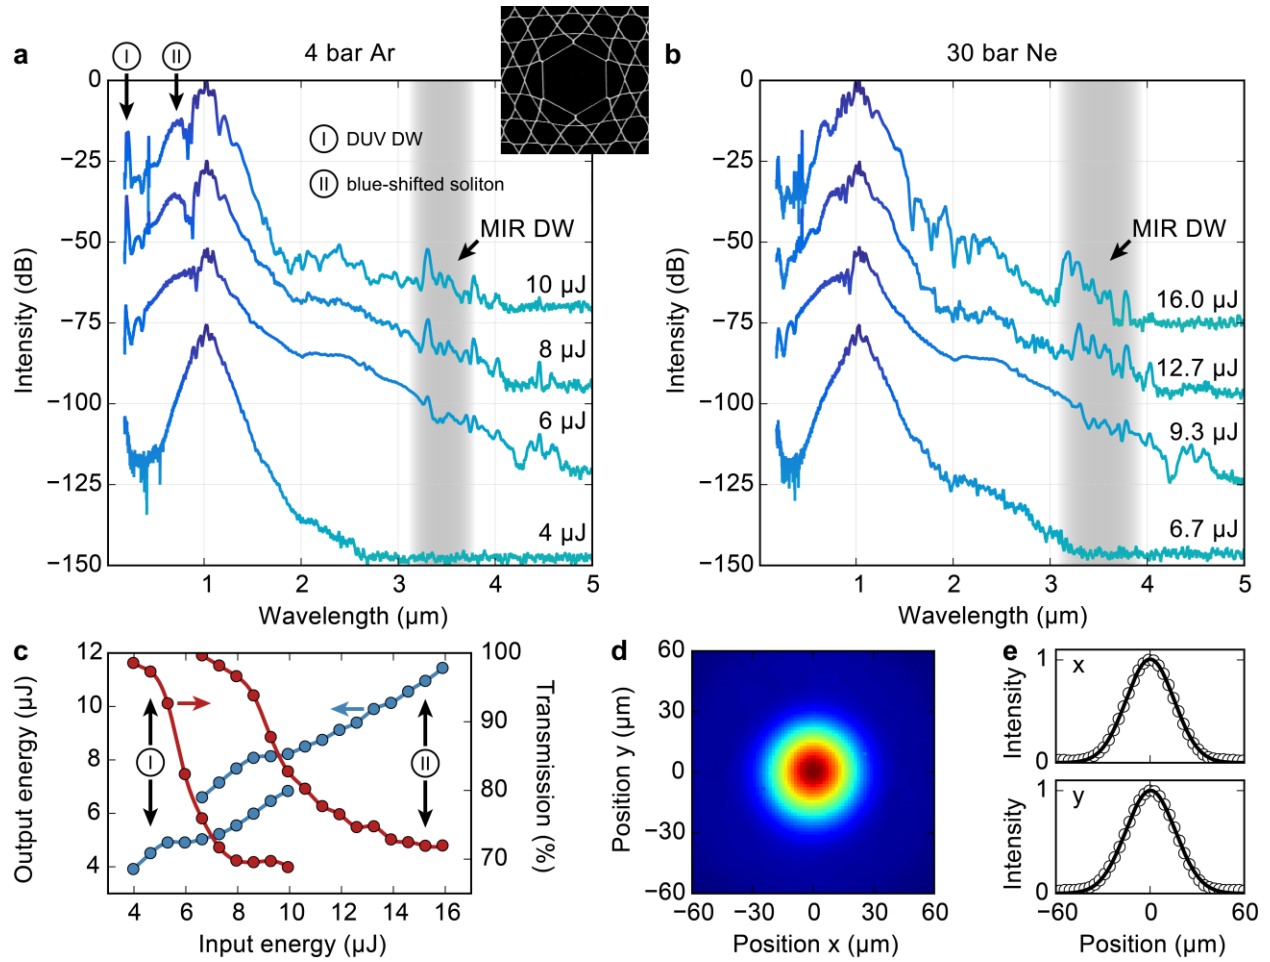 a
I
II
4 bar Ar
0
−25
−50
−75
−100
−125
−150
Intensity (dB)
I DUV DW
II blue-shifted soliton
MIR DW
10 µJ
8 µJ
6 µJ
4 µJ
1 2 3 4 5
Wavelength (µm)
b
30 bar Ne
0
−25
−50
−75
−100
−125
−150
Intensity (dB)
MIR DW
16.0 µJ
12.7 µJ
9.3 µJ
6.7 µJ
1 2 3 4 5
Wavelength (µm)
c
12
10
8
6
4
Output energy (µJ)
I
II
100
90
80
70
Transmission (%)
4 6 8 10 12 14 16
Input energy (µJ)
d
60
30
0
−30
−60
Position y (µm)
−60 −30 0 30 60
Position x (µm)
e
1
0
Intensity
x
1
0
Intensity
y
−60 0 60
Position (µm)